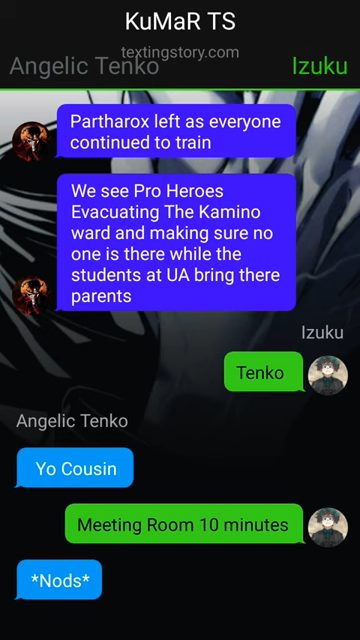 KuMaR TS
textingstory.com
Angelic Tenko
Izuku
Partharox left as everyone
continued to train
We see Pro Heroes
Evacuating The Kamino
ward and making sure no
one is there while the
students at UA bring there
parents
Izuku
Tenko
Angelic Tenko
Yo Cousin
Meeting Room 10 minutes
*Nods*